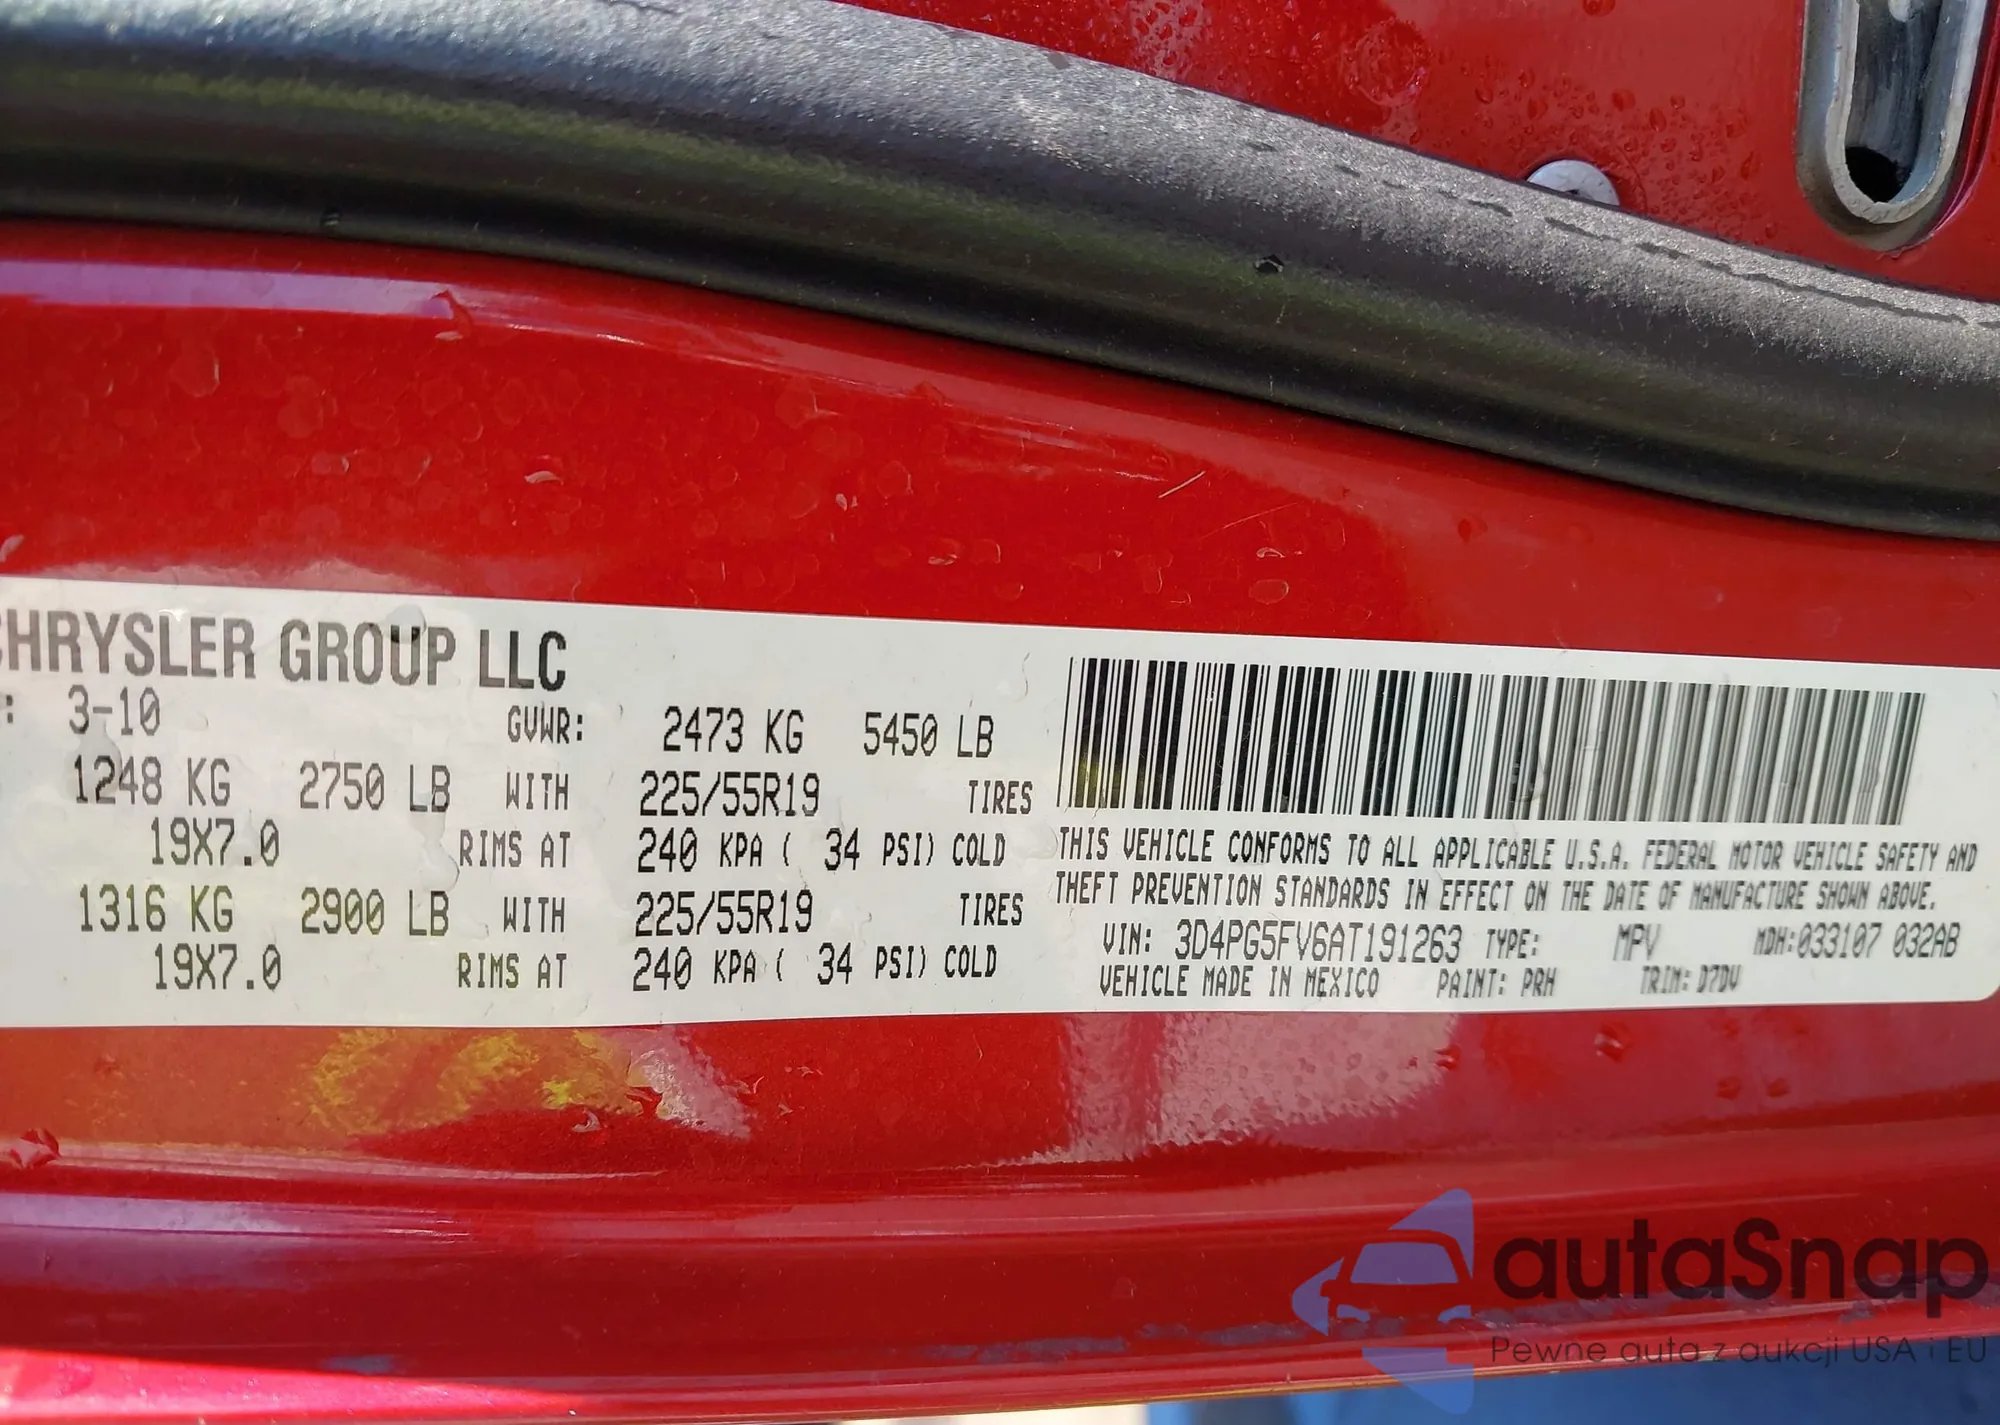 CHRYSLER GROUP LLC
: 3-10 GVWR: 2473 KG 5450 LB
1248 KG 2750 LB WITH 225/55R19 TIRES
19X7.0 RIMS AT 240 KPA ( 34 PSI) COLD
1316 KG 2900 LB WITH 225/55R19 TIRES
19X7.0 RIMS AT 240 KPA ( 34 PSI) COLD
THIS VEHICLE CONFORMS TO ALL APPLICABLE U.S.A. FEDERAL MOTOR VEHICLE SAFETY AND
THEFT PREVENTION STANDARDS IN EFFECT ON THE DATE OF MANUFACTURE SHOWN ABOVE.
VIN: 3D4PG5FV6AT191263 TYPE: MPV MDH:033107 032AB
VEHICLE MADE IN MEXICO PAINT: PRH TRIM: D7DV
autaSnap
Pewne auta z aukcji USA i EU